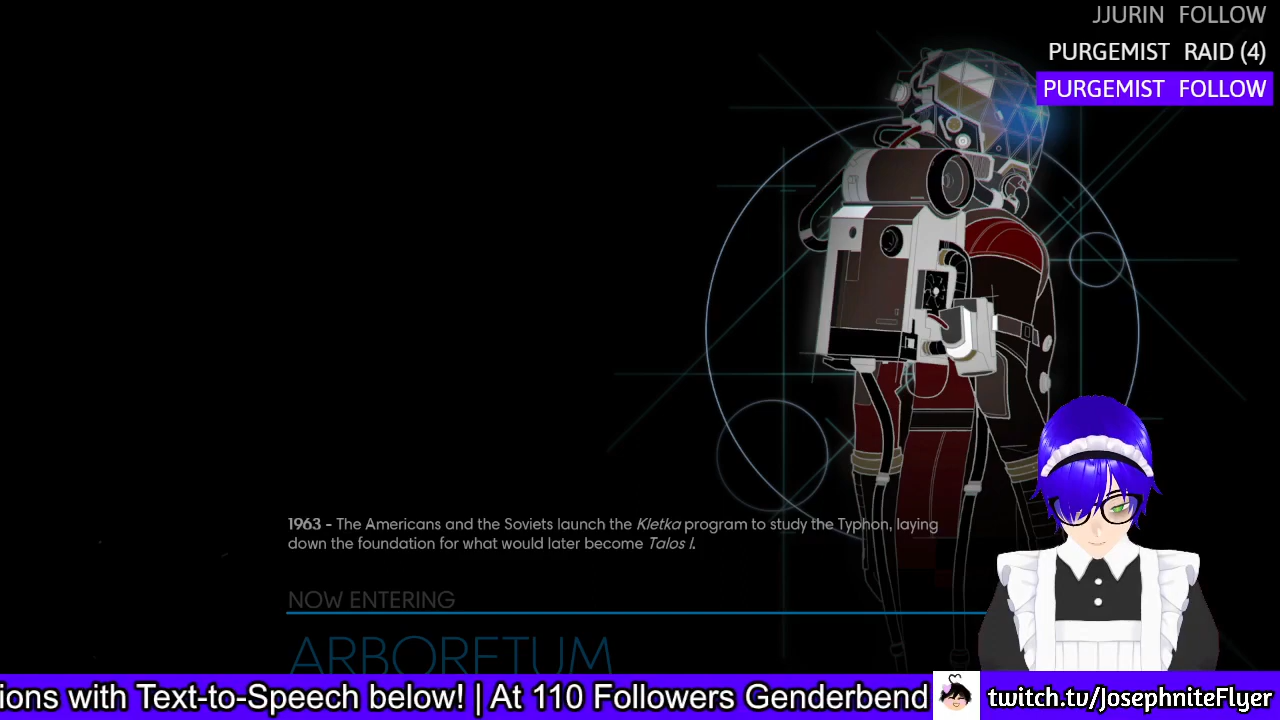 JJURIN FOLLOW
PURGEMIST RAID (4)
PURGEMIST FOLLOW
1963 - The Americans and the Soviets launch the Kletka program to study the Typhon, laying
down the foundation for what would later become Talos I.
NOW ENTERING
ARBORETUM
ions with Text-to-Speech below! | At 110 Followers Genderbend
twitch.tv/JosephniteFlyer